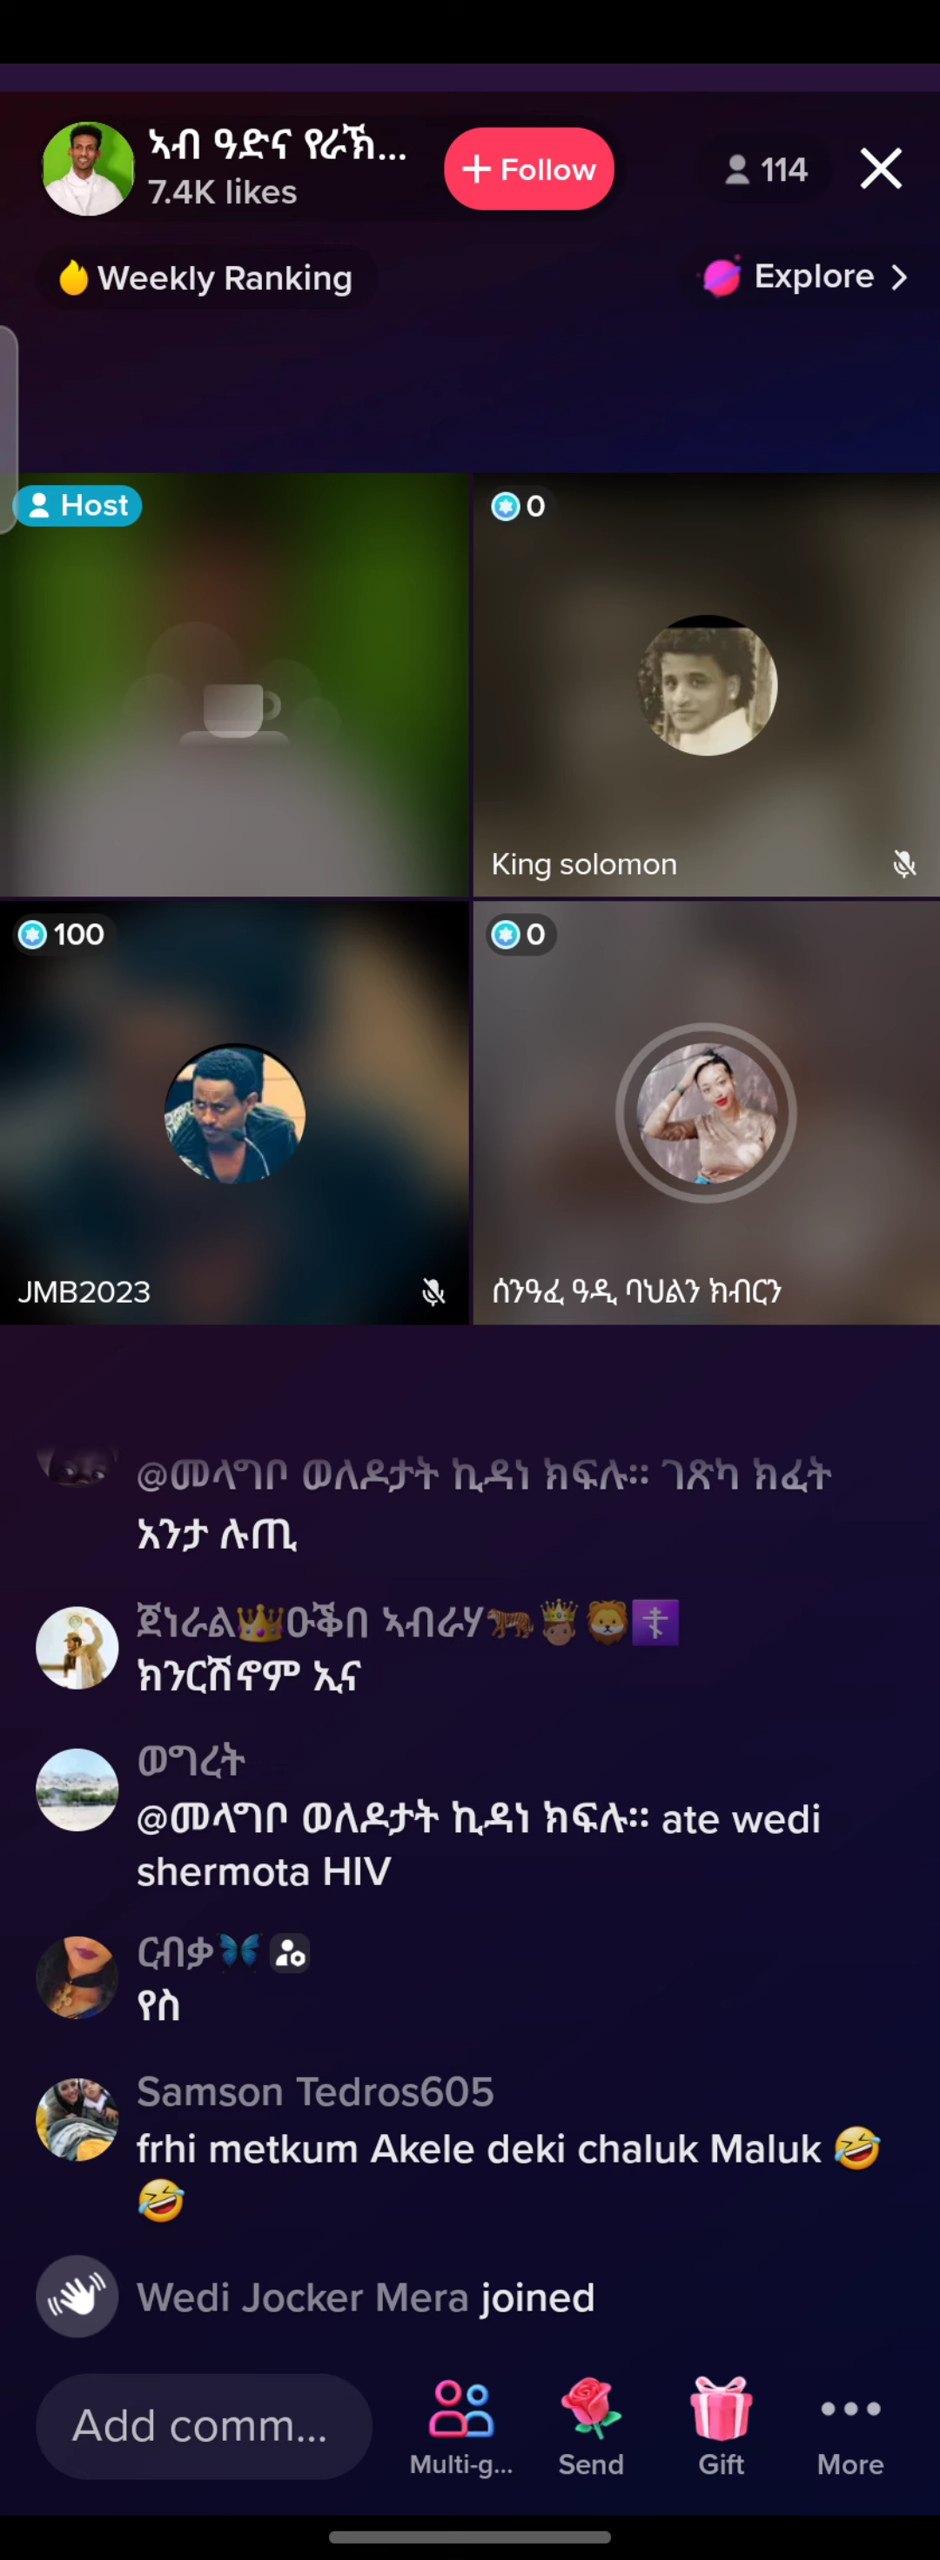 ኣብ ዓድና የራኽ...
7.4K likes
+ Follow
114
Weekly Ranking
Explore >
Host
0
King solomon
100
0
JMB2023
ሰንዓፈ ዓዲ ባህልን ክብርን
@መላግቦ ወለዶታት ኪዳነ ክፍሉ። ገጽካ ክፈት
አንታ ሉጢ
ጀነራል👑ዑቕበ ኣብራሃ🐅🤴🏽🦁☦️
ክንርሽኖም ኢና
ወግረት
@መላግቦ ወለዶታት ኪዳነ ክፍሉ። ate wedi
shermota HIV
ርብቃ🦋
የስ
Samson Tedros605
frhi metkum Akele deki chaluk Maluk 🤣
🤣
Wedi Jocker Mera joined
Add comm...
Multi-g...
Send
Gift
More